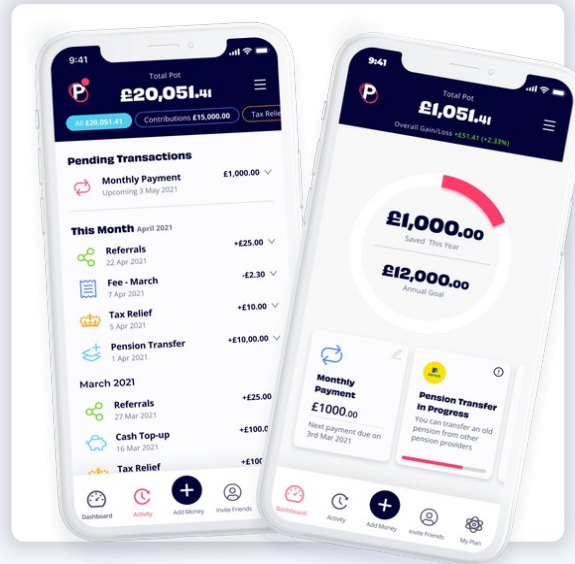 9:41
Total Pot
£20,051.41
All £20,051.41
Contributions £15,000.00
Tax Relie
Pending Transactions
Monthly Payment
£1,000.00
Upcoming 3 May 2021
This Month April 2021
Referrals
+£25.00
22 Apr 2021
Fee - March
-£2.30
7 Apr 2021
Tax Relief
+£10.00
5 Apr 2021
Pension Transfer
+£10,00.00
1 Apr 2021
March 2021
Referrals
+£25.00
27 Mar 2021
Cash Top-up
+£100.0
16 Mar 2021
Tax Relief
+£100
Dashboard
Activity
Add Money
Invite Friends
9:41
P
Total Pot
£1,051.41
Overall Gain/Loss +£51.41 (+2.33%)
£1,000.00
Saved This Year
£12,000.00
Annual Goal
Monthly
Payment
£1000.00
Next payment due on
3rd Mar 2021
Pension Transfer
in Progress
You can transfer an old
pension from other
pension providers
Dashboard
Activity
Add Money
Invite Friends
My Plan